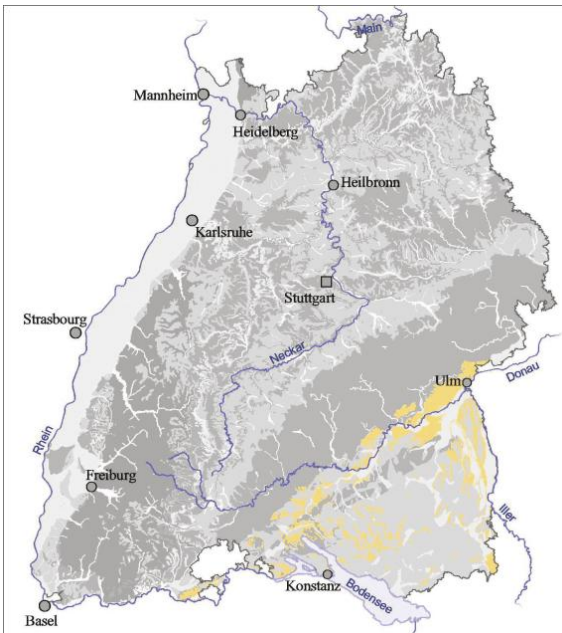 Main
Mannheim
Heidelberg
Heilbronn
Karlsruhe
Stuttgart
Strasbourg
Neckar
Ulm
Donau
Rhein
Freiburg
Iller
Konstanz
Bodensee
Basel